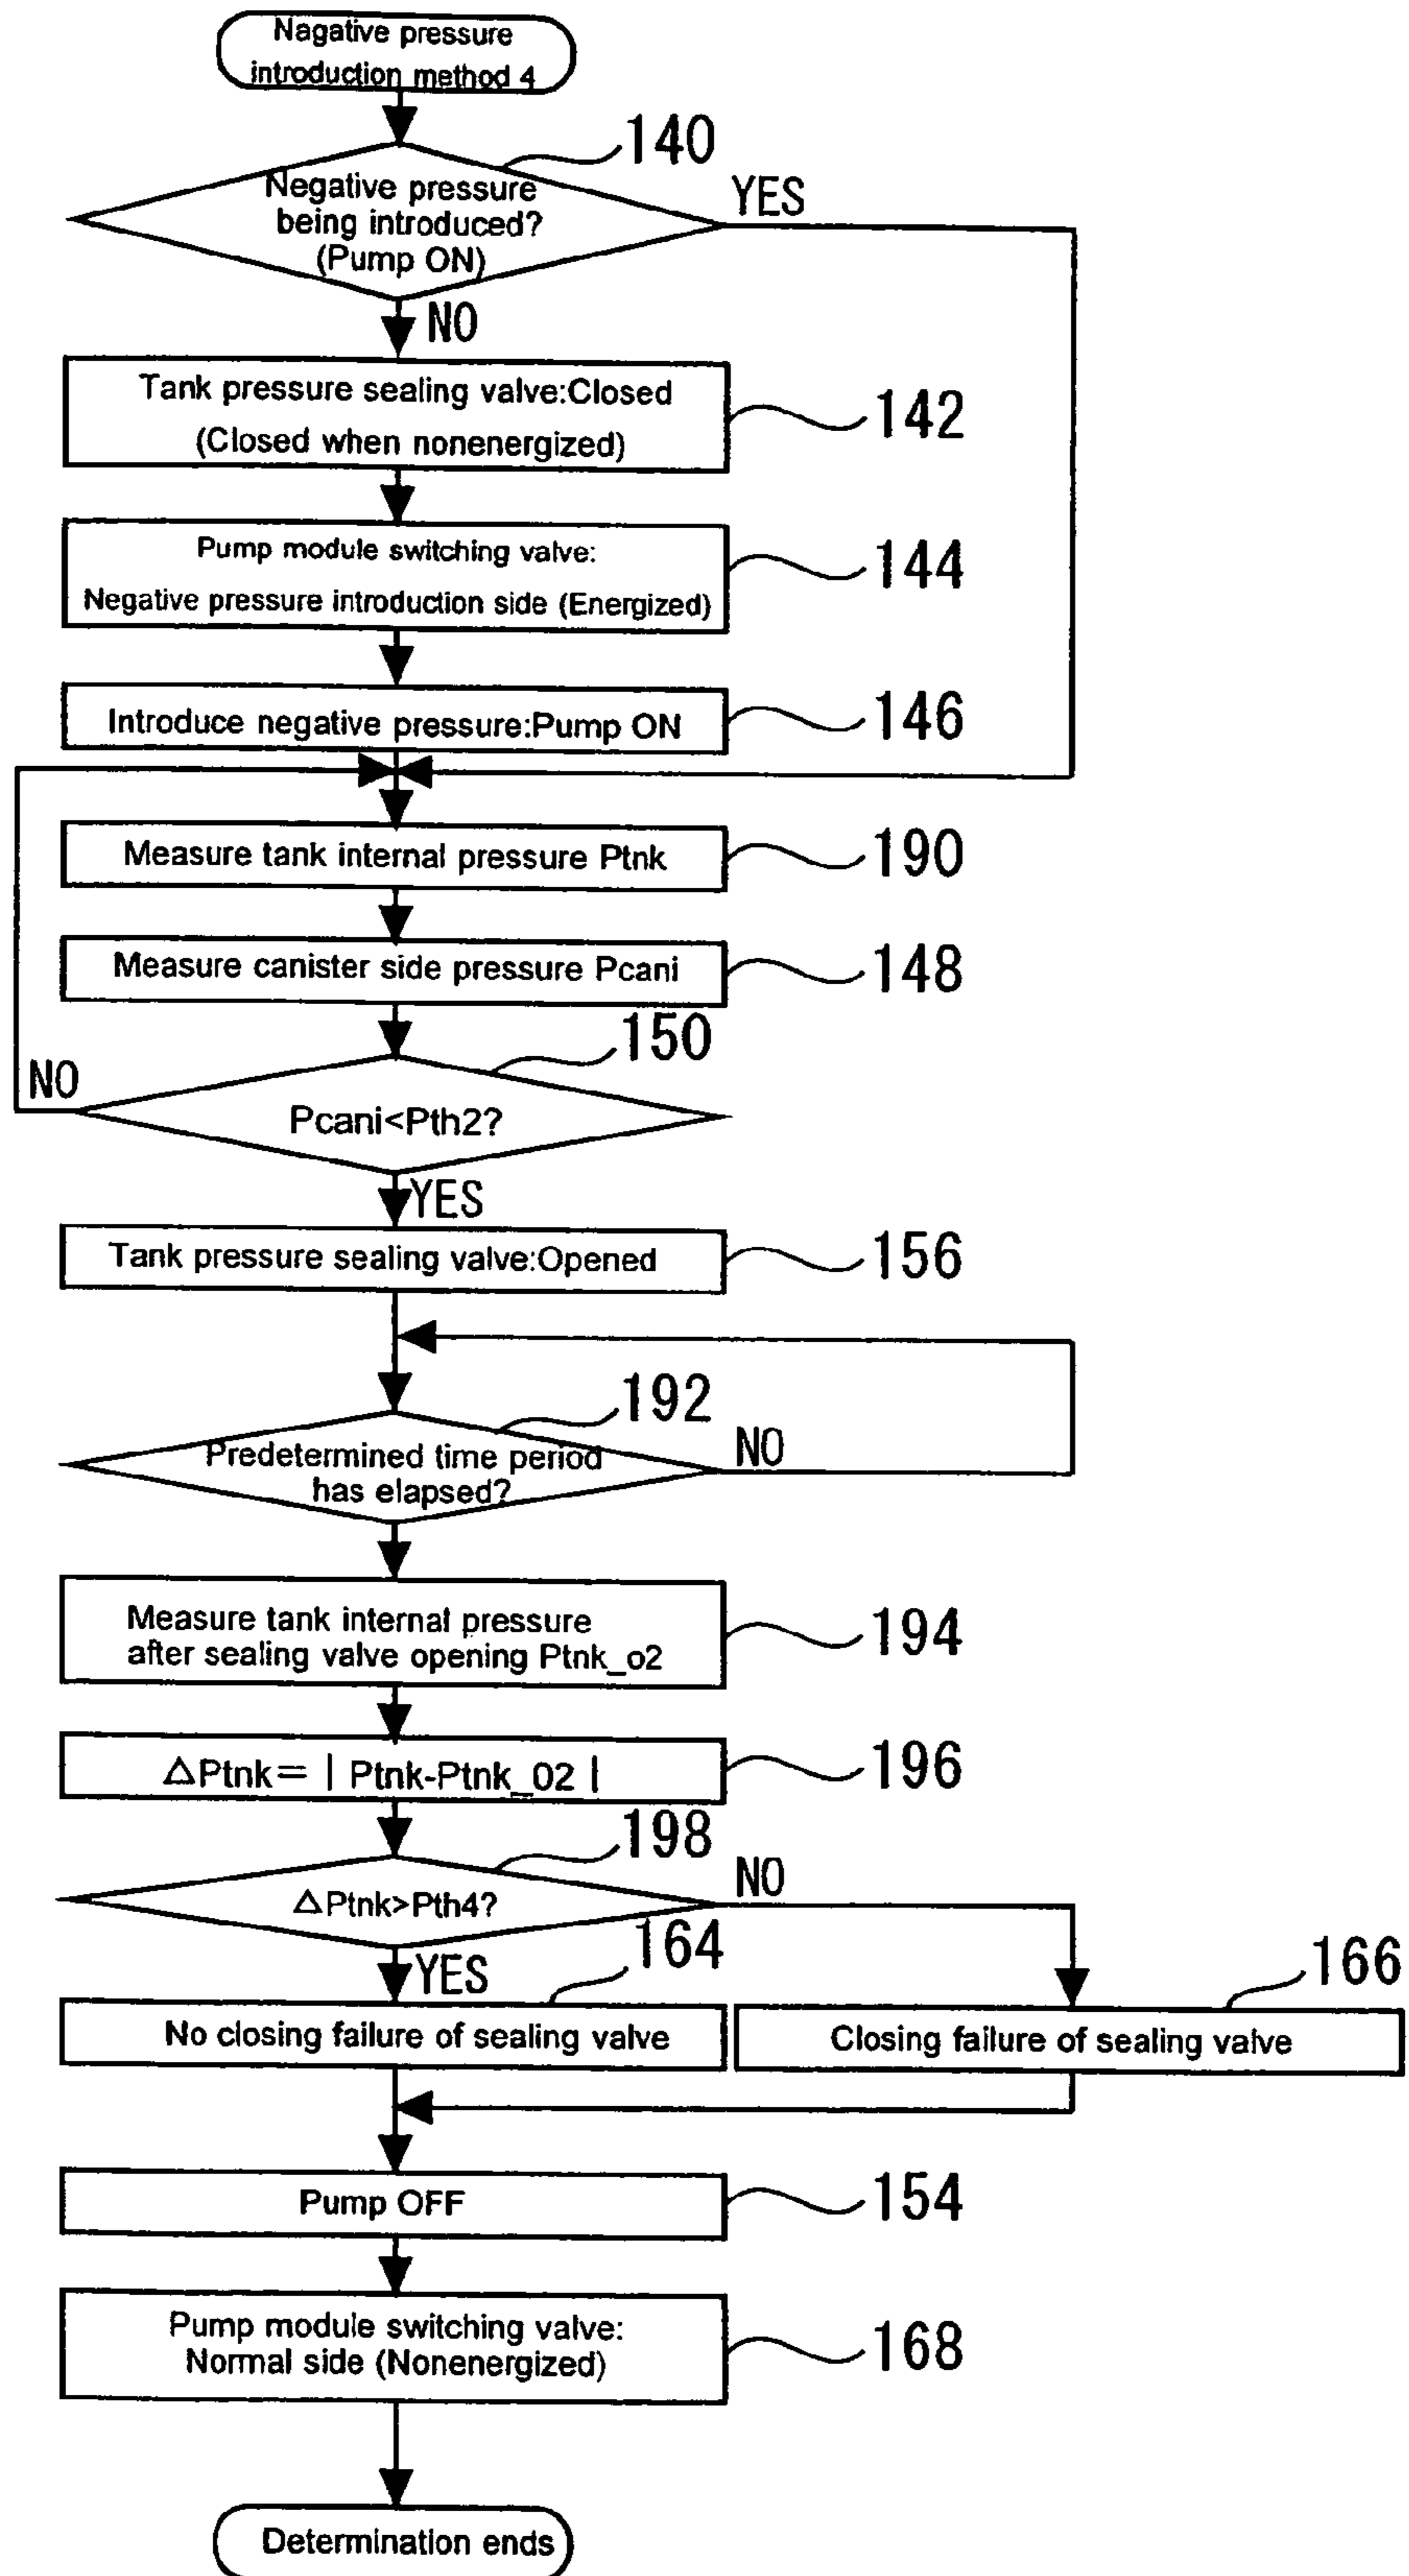 Nagative pressure
introduction method 4
140
Negative pressure
being introduced?
(Pump ON)
YES
NO
Tank pressure sealing valve:Closed
(Closed when nonenergized)
142
Pump module switching valve:
Negative pressure introduction side (Energized)
144
Introduce negative pressure:Pump ON
146
Measure tank internal pressure Ptnk
190
Measure canister side pressure Pcani
148
150
NO
Pcani<Pth2?
YES
Tank pressure sealing valve:Opened
156
192
Predetermined time period
has elapsed?
NO
Measure tank internal pressure
after sealing valve opening Ptnk_o2
194
△Ptnk=|Ptnk-Ptnk_02|
196
198
△Ptnk>Pth4?
NO
YES
164
166
No closing failure of sealing valve
Closing failure of sealing valve
Pump OFF
154
Pump module switching valve:
Normal side (Nonenergized)
168
Determination ends